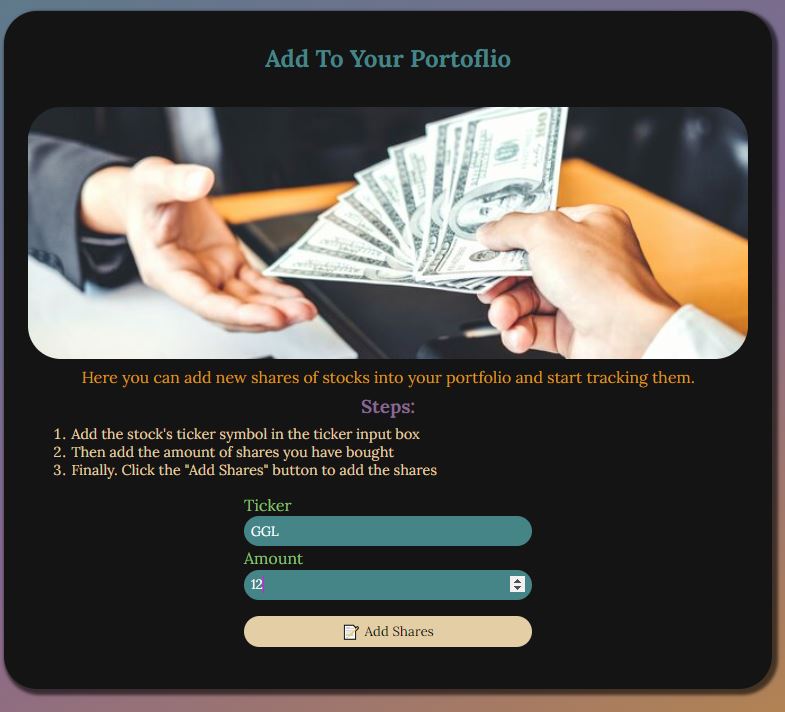 Add To Your Portoflio
Here you can add new shares of stocks into your portfolio and start tracking them.
Steps:
1. Add the stock's ticker symbol in the ticker input box
2. Then add the amount of shares you have bought
3. Finally. Click the "Add Shares" button to add the shares
Ticker
GGL
Amount
12
Add Shares